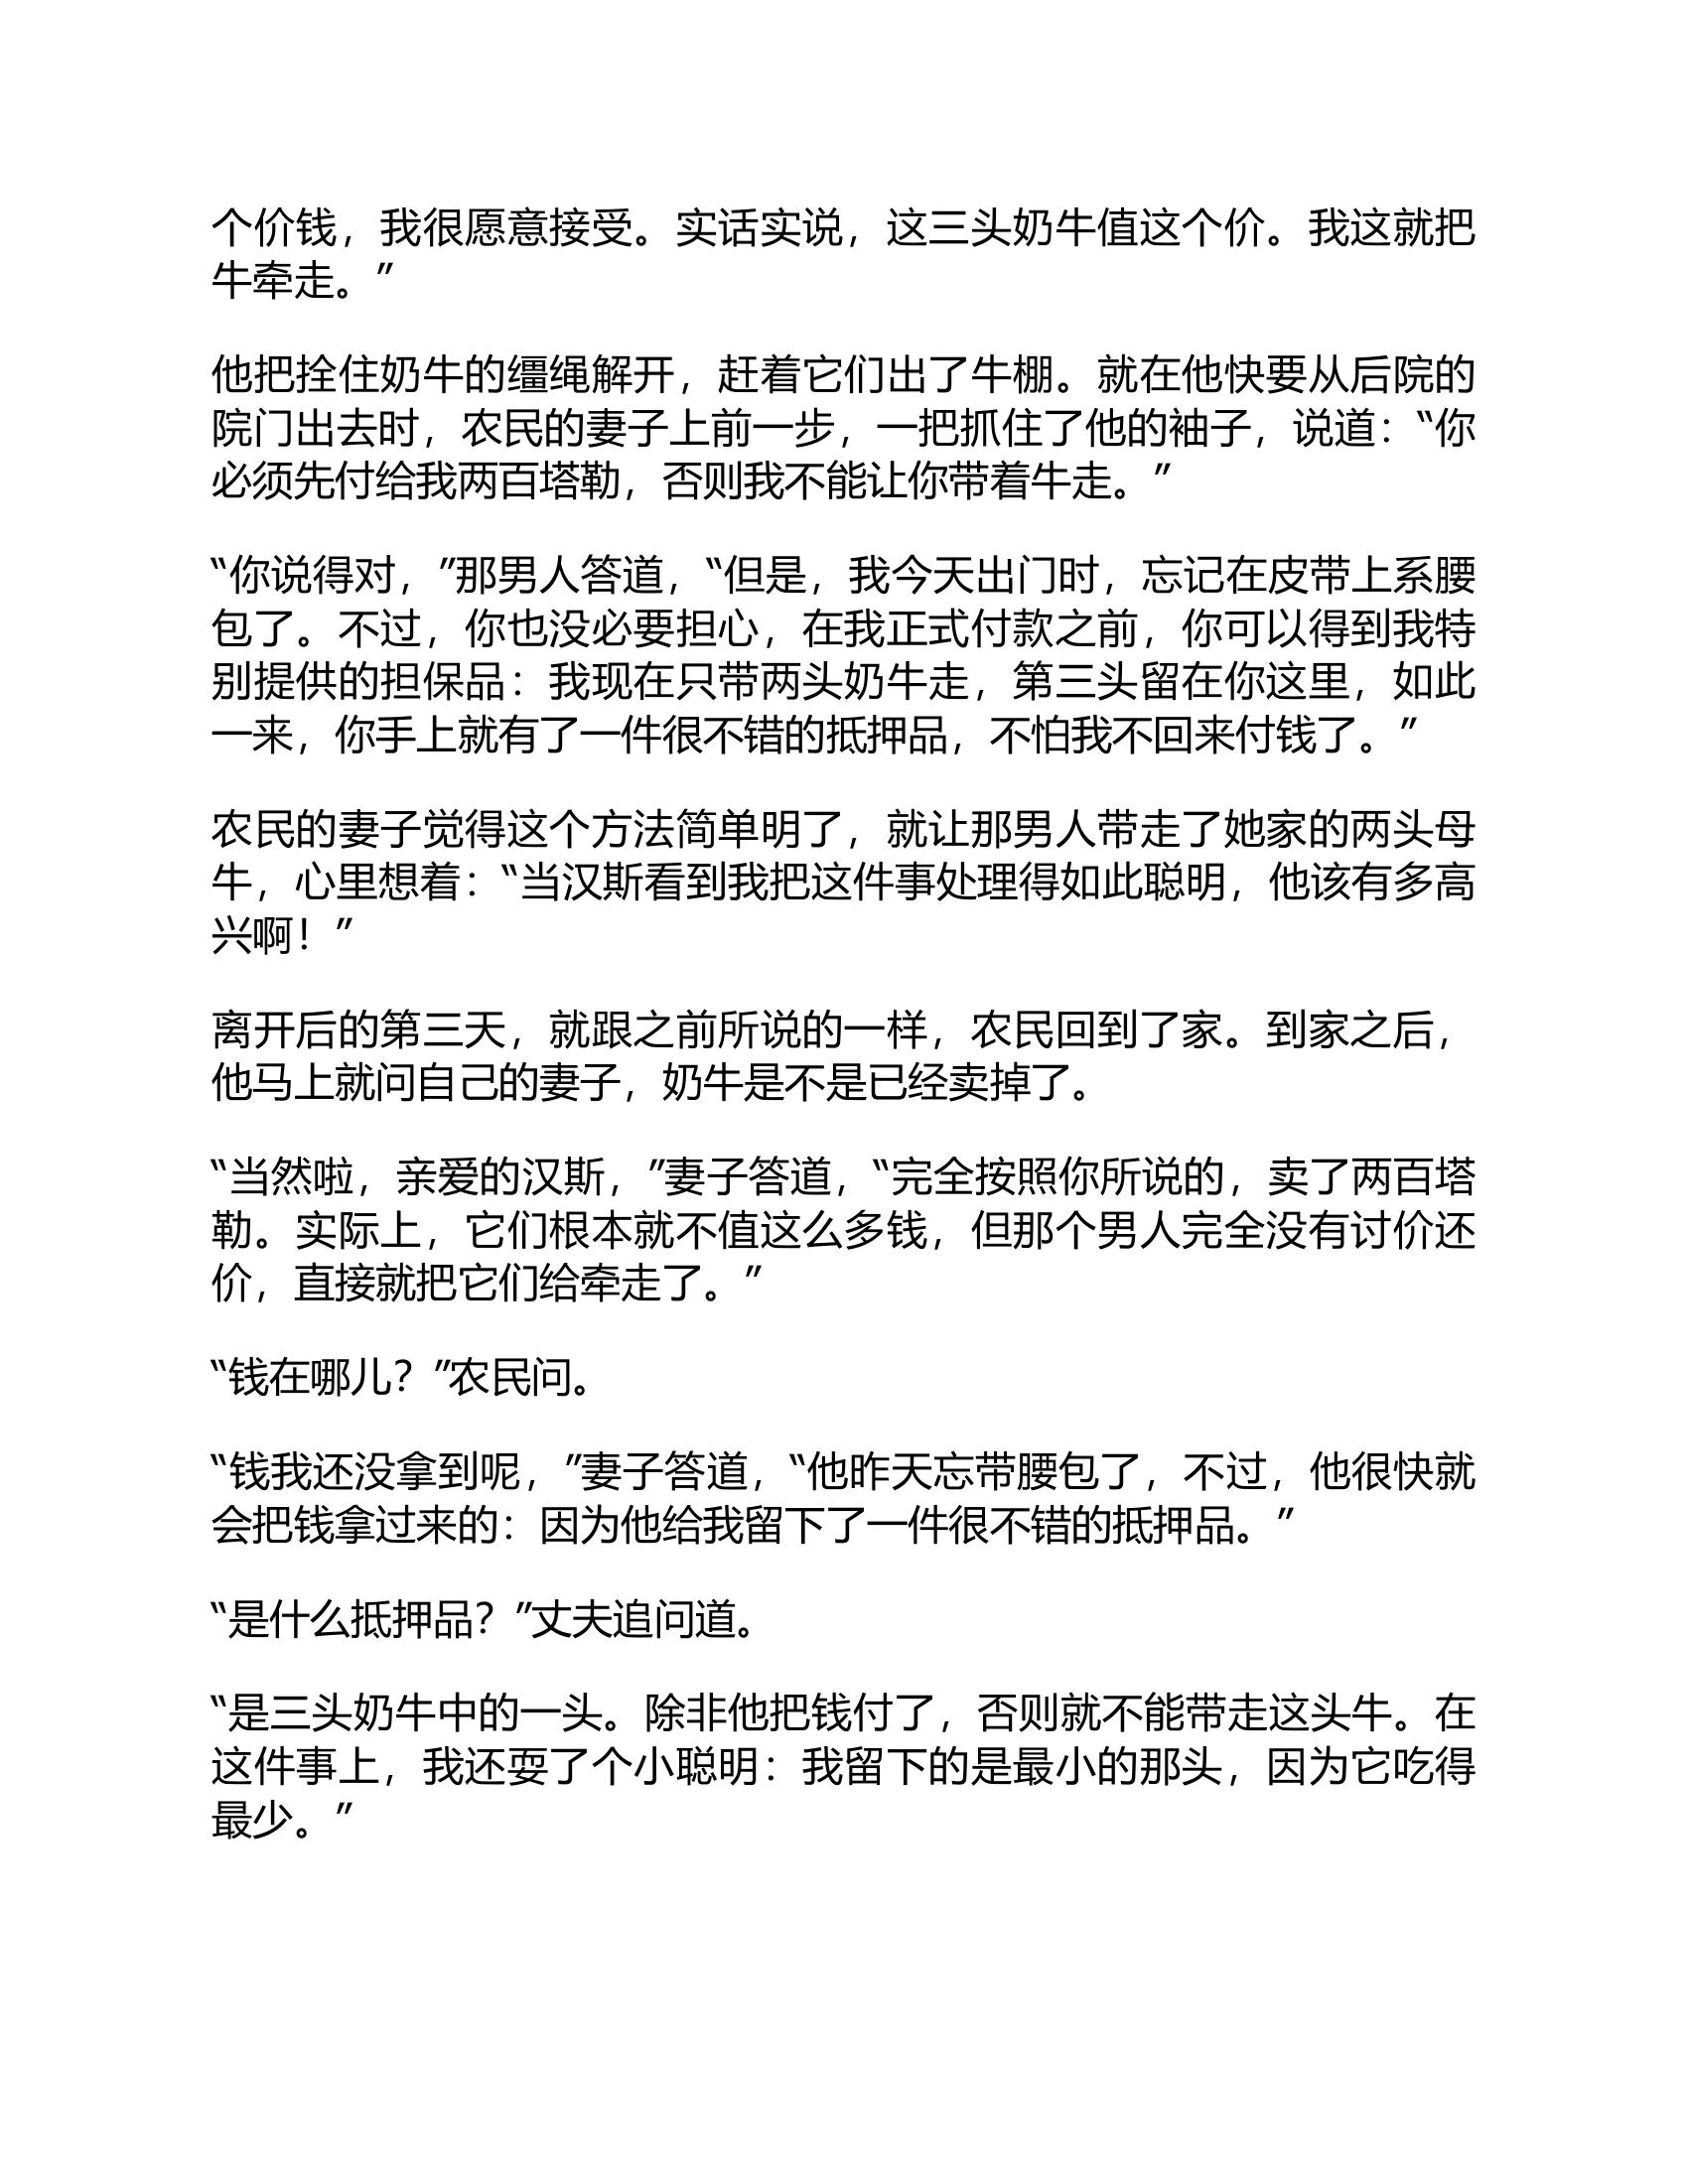 个价钱，我很愿意接受。实话实说，这三头奶牛值这个价。我这就把
牛牵走。”
他把拴住奶牛的缰绳解开，赶着它们出了牛棚。就在他快要从后院的
院门出去时，农民的妻子上前一步，一把抓住了他的袖子，说道：“你
必须先付给我两百塔勒，否则我不能让你带着牛走。”
“你说得对，”那男人答道，“但是，我今天出门时，忘记在皮带上系腰
包了。不过，你也没必要担心，在我正式付款之前，你可以得到我特
别提供的担保品：我现在只带两头奶牛走，第三头留在你这里，如此
一来，你手上就有了一件很不错的抵押品，不怕我不回来付钱了。”
农民的妻子觉得这个方法简单明了，就让那男人带走了她家的两头母
牛，心里想着：“当汉斯看到我把这件事处理得如此聪明，他该有多高
兴啊！”
离开后的第三天，就跟之前所说的一样，农民回到了家。到家之后，
他马上就问自己的妻子，奶牛是不是已经卖掉了。
“当然啦，亲爱的汉斯，”妻子答道，“完全按照你所说的，卖了两百塔
勒。实际上，它们根本就不值这么多钱，但那个男人完全没有讨价还
价，直接就把它们给牵走了。”
“钱在哪儿？”农民问。
“钱我还没拿到呢，”妻子答道，“他昨天忘带腰包了，不过，他很快就
会把钱拿过来的：因为他给我留下了一件很不错的抵押品。”
“是什么抵押品？”丈夫追问道。
“是三头奶牛中的一头。除非他把钱付了，否则就不能带走这头牛。在
这件事上，我还耍了个小聪明：我留下的是最小的那头，因为它吃得
最少。”